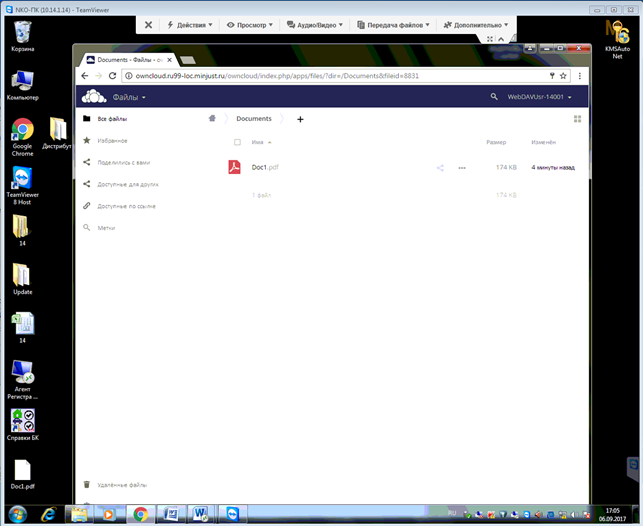 NKO-ПК (10.14.1.14) - TeamViewer
Действия
Просмотр
Аудио/Видео
Передача файлов
Дополнительно
Корзина
Компьютер
Google Chrome
Дистрибут
TeamViewer 8 Host
14
Update
14
Агент Регистра ...
Справки БК
Doc1.pdf
KMSAuto Net
Documents - Файлы - ow
owncloud.ru99-loc.minjust.ru/owncloud/index.php/apps/files/?dir=/Documents&fileid=8831
Файлы
WebDAVUsr-14001
Все файлы
Documents
+
Избранное
Имя
Размер
Изменён
Поделились с вами
Doc1.pdf
174 KB
4 минуты назад
Доступные для других
1 файл
174 KB
Доступные по ссылке
Метки
Удалённые файлы
RU
17:05
06.09.2017